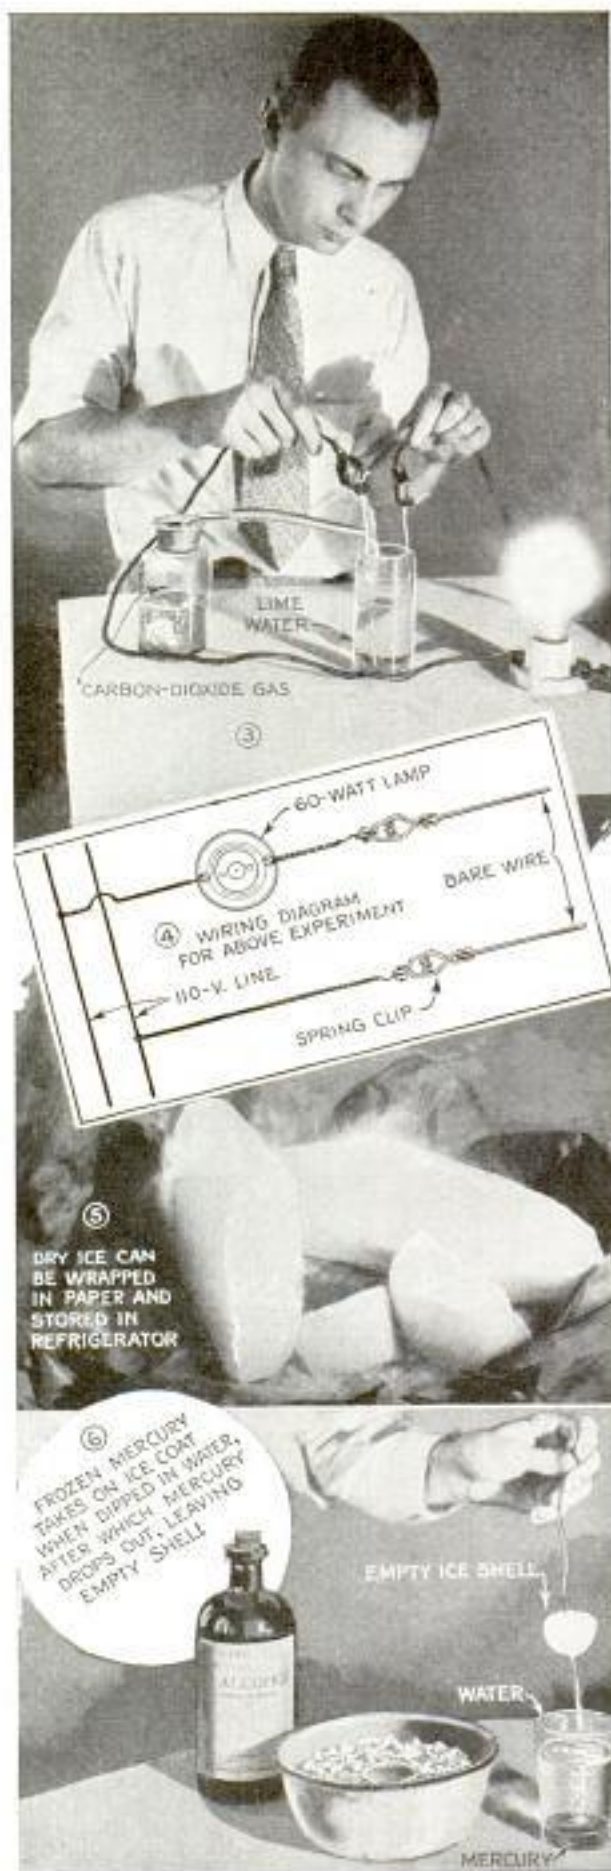 LIME
WATER
CARBON-DIOXIDE GAS
③
60-WATT LAMP
BARE WIRE
④ WIRING DIAGRAM
FOR ABOVE EXPERIMENT
110-V. LINE
SPRING CLIP
⑤
DRY ICE CAN
BE WRAPPED
IN PAPER AND
STORED IN
REFRIGERATOR
⑥
FROZEN MERCURY
TAKES ON ICE COAT
WHEN DIPPED IN WATER,
AFTER WHICH MERCURY
DROPS OUT, LEAVING
EMPTY SHELL
EMPTY ICE SHELL
ALCOHOL
WATER
MERCURY